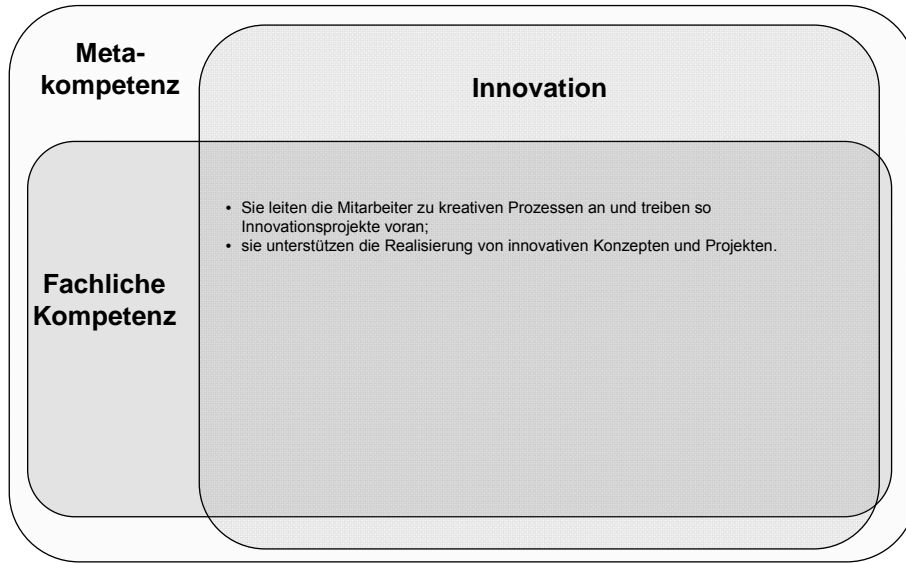 Meta-
kompetenz
Innovation
• Sie leiten die Mitarbeiter zu kreativen Prozessen an und treiben so
Innovationsprojekte voran;
• sie unterstützen die Realisierung von innovativen Konzepten und Projekten.
Fachliche
Kompetenz